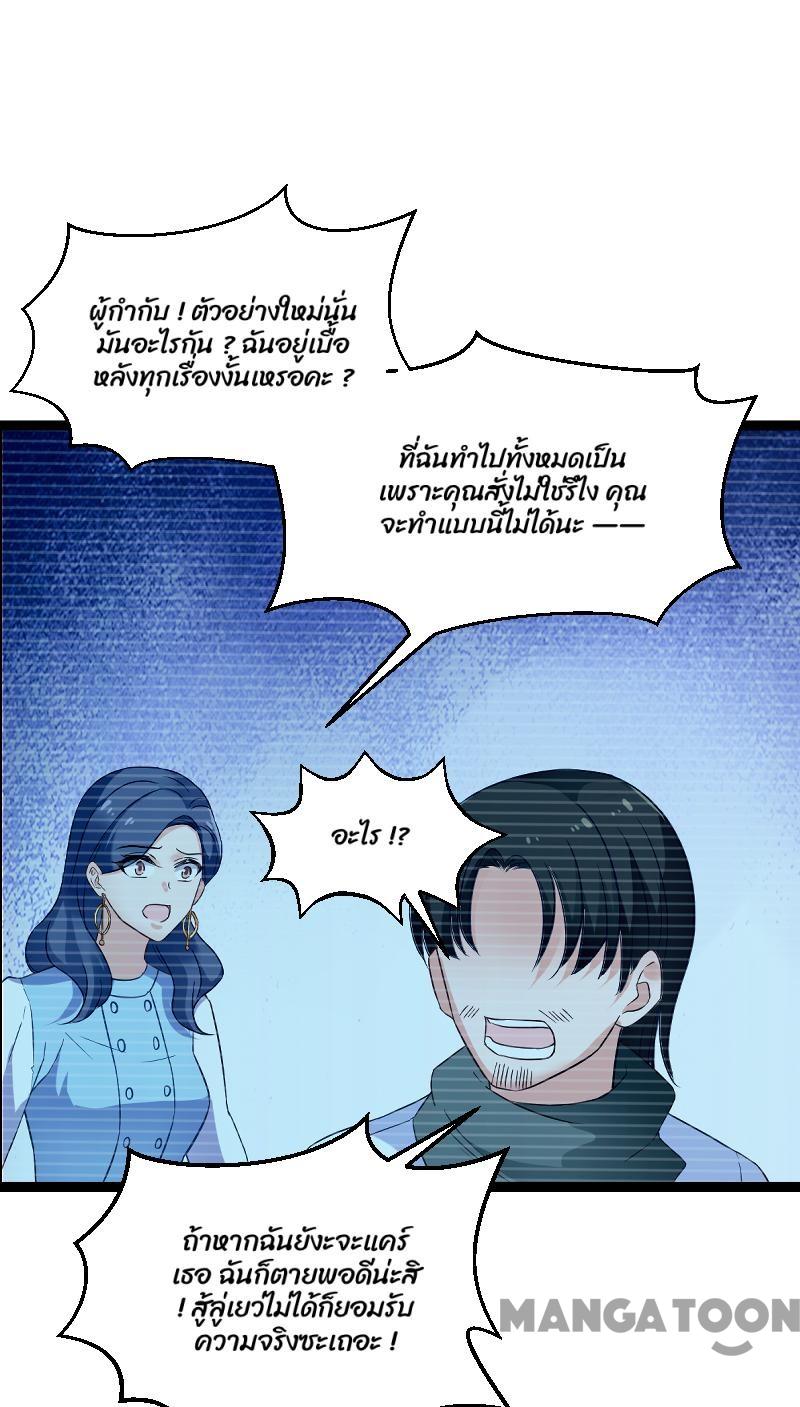 ผู้กำกับ ! ตัวอย่างใหม่นั่น
มันอะไรกัน ? ฉันอยู่เบื้อ
หลังทุกเรื่องงั้นเหรอคะ ?
ที่ฉันทำไปทั้งหมดเป็น
เพราะคุณสั่งไม่ใช่รึไง คุณ
จะทำแบบนี้ไม่ได้นะ ——
อะไร !?
ถ้าหากฉันยังะจะแคร์
เธอ ฉันก็ตายพอดีน่ะสิ
! สู้ลู่เยว่ไม่ได้ก็ยอมรับ
ความจริงซะเถอะ !
MANGATOON